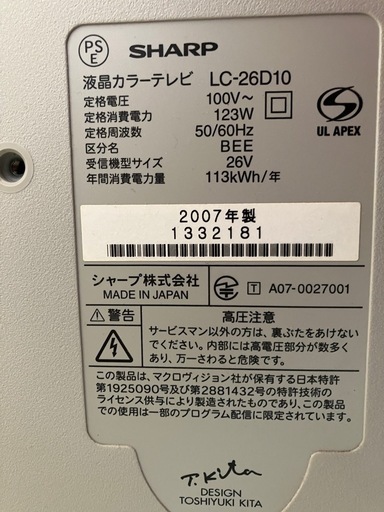 PS
E
SHARP
液晶カラーテレビ LC-26D10
定格電圧 100V～
定格消費電力 123W
定格周波数 50/60Hz
区分名 BEE
受信機型サイズ 26V
年間消費電力量 113kWh/年
UL APEX
2007年製
1332181
シャープ株式会社
MADE IN JAPAN
T A07-0027001
警告
高圧注意
サービスマン以外の方は、裏ぶたをあけない
でください。内部には高電圧部分が数多く
あり、万一さわると危険です。
この製品は、マクロヴィジョン社が保有する日本特許
第1925090号及び第2881432号の特許技術の
ライセンス供与により製造されたものであり、この製品
での使用は一部のプログラム配信に限定されています。
T. Kita
DESIGN
TOSHIYUKI KITA